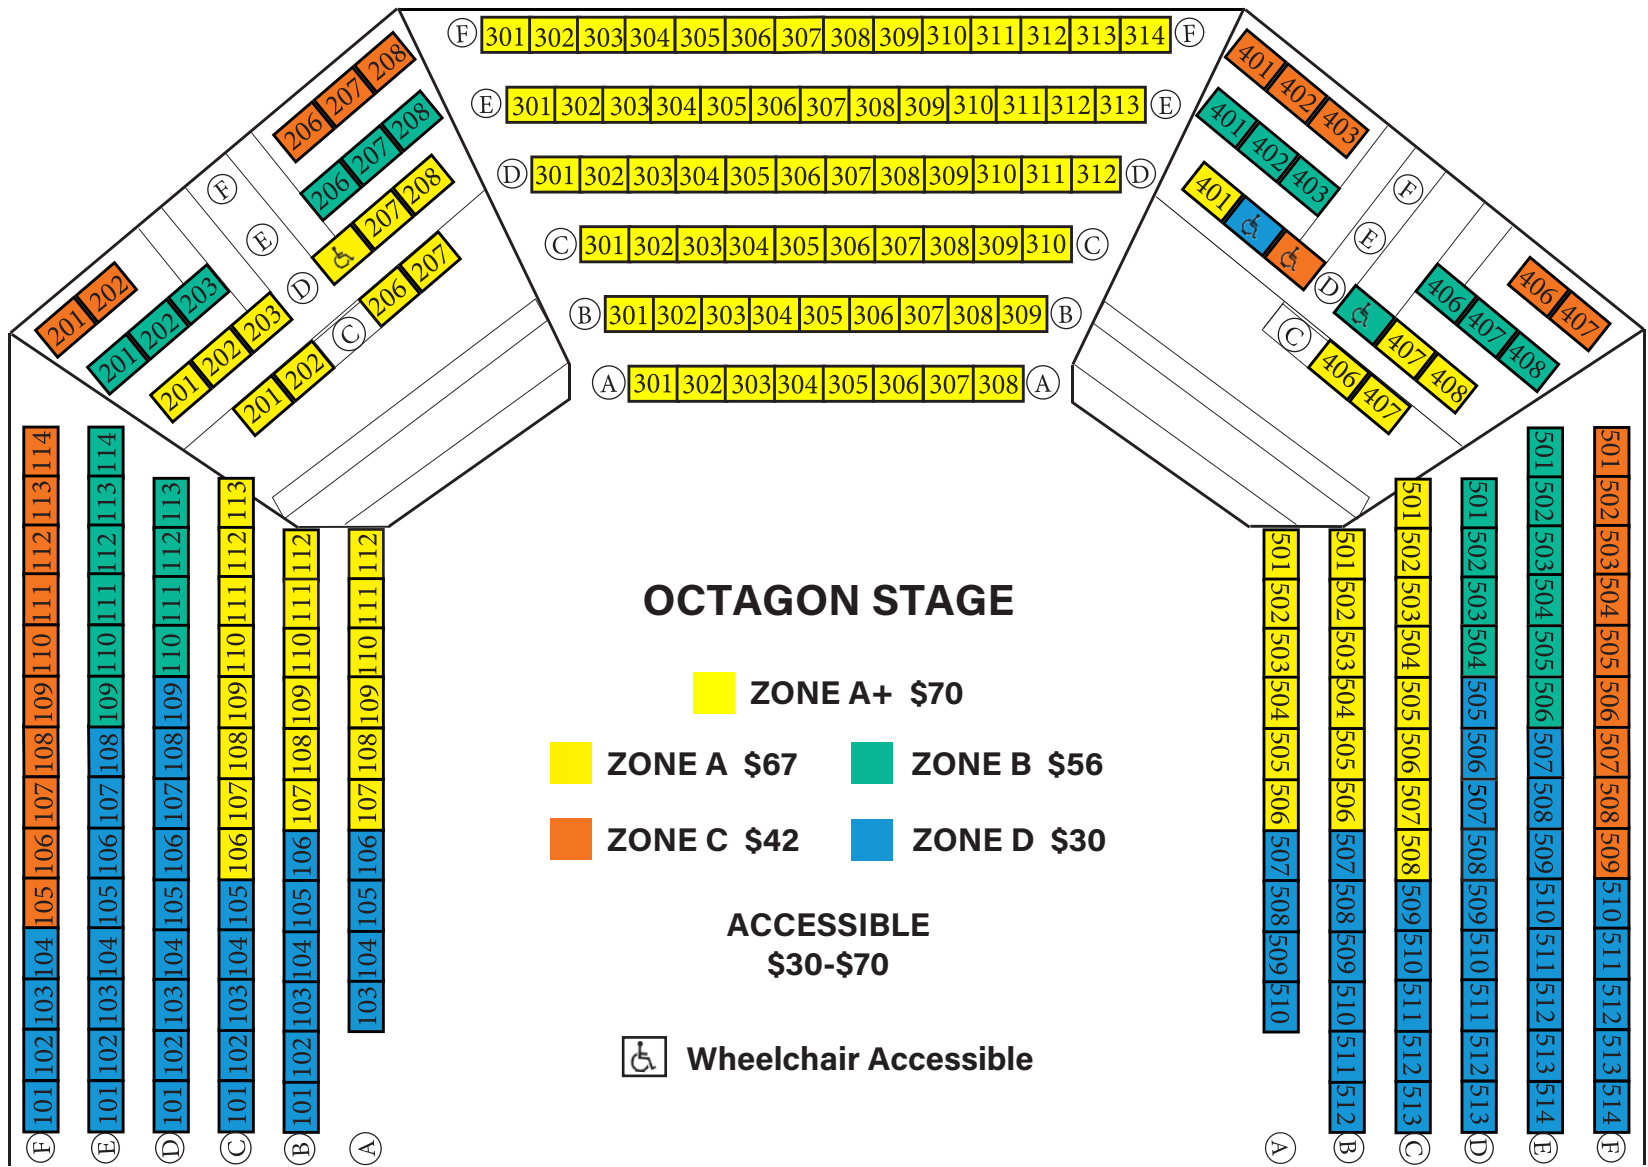 F 301 302 303 304 305 306 307 308 309 310 311 312 313 314 F
E 301 302 303 304 305 306 307 308 309 310 311 312 313 E
D 301 302 303 304 305 306 307 308 309 310 311 312 D
C 301 302 303 304 305 306 307 308 309 310 C
B 301 302 303 304 305 306 307 308 309 B
A 301 302 303 304 305 306 307 308 A
201 202 F 206 207 208
201 202 203 E 206 207 208
201 202 203 D 207 208
201 202 C 206 207
401 402 403 F 406 407
401 402 403 E 406 407 408
401 D 407 408
C 406 407
F 101 102 103 104 105 106 107 108 109 110 111 112 113 114
E 101 102 103 104 105 106 107 108 109 110 111 112 113 114
D 101 102 103 104 105 106 107 108 109 110 111 112 113
C 101 102 103 104 105 106 107 108 109 110 111 112 113
B 101 102 103 104 105 106 107 108 109 110 111 112
A 103 104 105 106 107 108 109 110 111 112
OCTAGON STAGE
ZONE A+ $70
ZONE A $67
ZONE B $56
ZONE C $42
ZONE D $30
ACCESSIBLE
$30-$70
Wheelchair Accessible
501 502 503 504 505 506 507 508 509 510 A
501 502 503 504 505 506 507 508 509 510 511 512 B
501 502 503 504 505 506 507 508 509 510 511 512 513 C
501 502 503 504 505 506 507 508 509 510 511 512 513 D
501 502 503 504 505 506 507 508 509 510 511 512 513 514 E
501 502 503 504 505 506 507 508 509 510 511 512 513 514 F